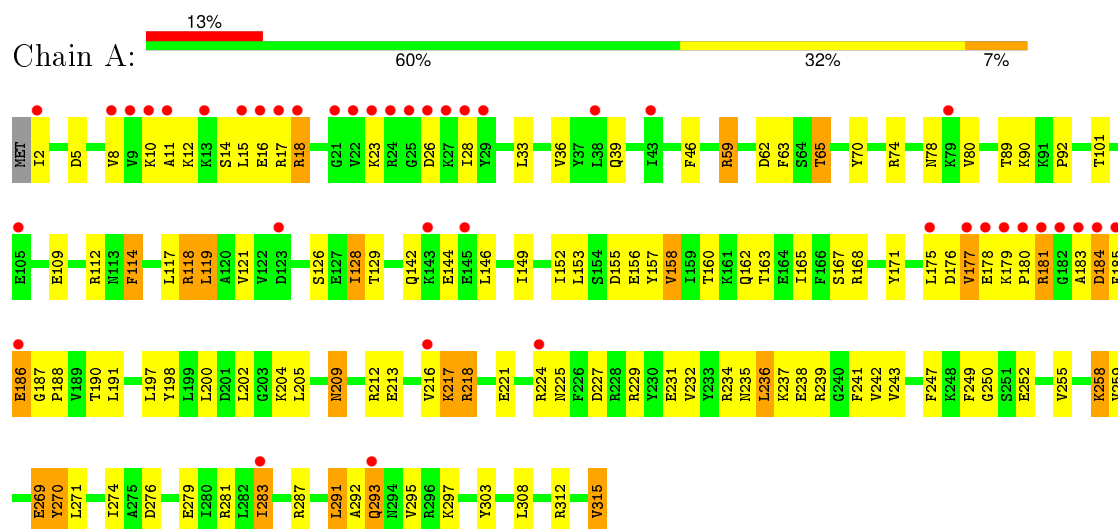 13%
Chain A:
60% 32% 7%
MET I2 D5 V8 V9 K10 A11 K12 K13 S14 L15 E16 R17 R18 G21 V22 K23 R24 G25 D26 K27 I28 Y29 L33 V36 Y37 L38 Q39 I43 F46 R59 D62 F63 S64 T65 V70 R74 N78 K79 V80 T89 K90 K91 P92 T101
E105 E109 R112 N113 F114 L117 R118 L119 A120 V121 V122 D123 S126 E127 I128 T129 Q142 K143 E144 E145 L146 I149 I152 L153 S154 D155 E156 Y157 V158 I159 T160 K161 Q162 T163 E164 I165 F166 S167 R168 Y171 L175 D176 V177 E178 K179 P180 R181 G182 A183 D184
E186 G187 P188 V189 T190 L191 L197 Y198 L199 L200 D201 L202 G203 K204 L205 N209 R212 E213 V216 K217 R218 E221 R224 N225 F226 D227 R228 R229 Y230 E231 V232 Y233 R234 N235 L236 K237 E238 R239 G240 F241 V242 V243 F247 K248 F249 G250 S251 E252 V255 K258
E269 Y270 L271 I274 A275 D276 E279 I280 R281 L282 I283 R287 L291 A292 Q293 N294 V295 R296 K297 Y303 L308 R312 V315